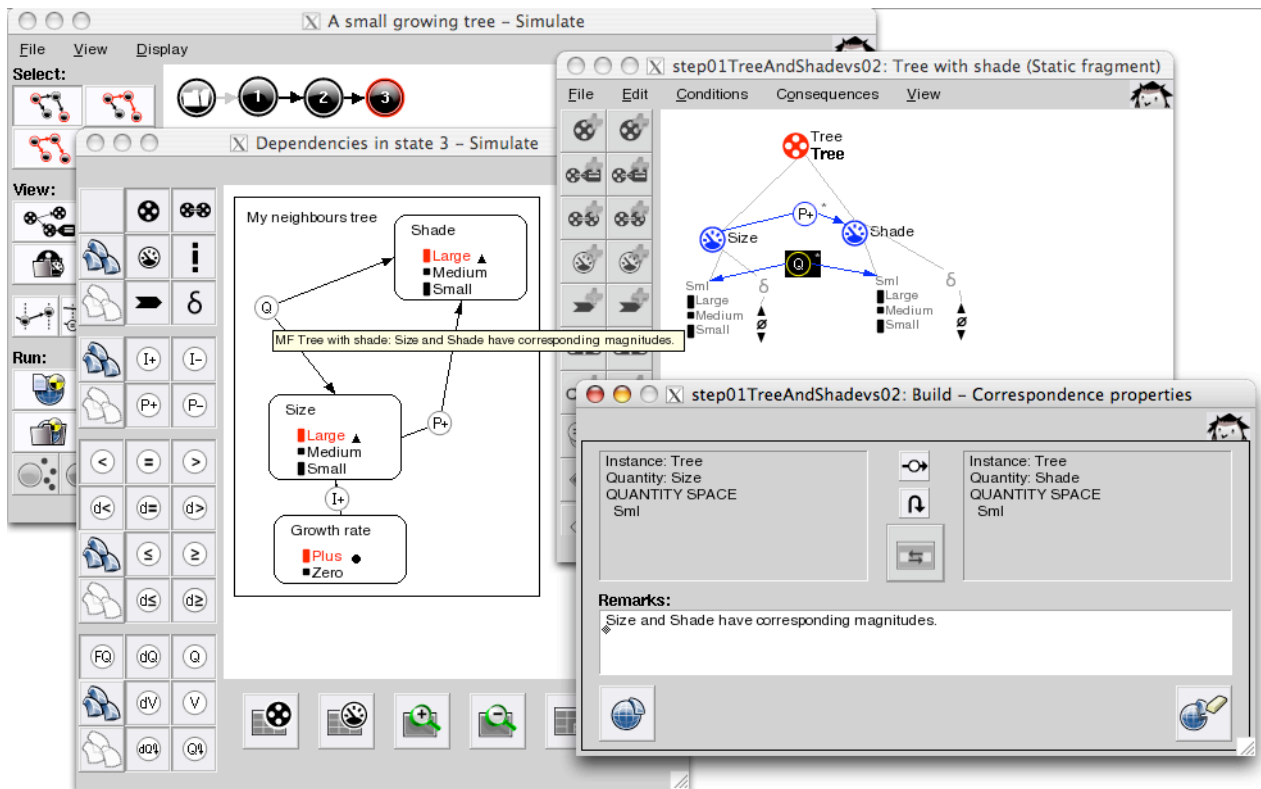 A small growing tree – Simulate
File View Display
Select:
1 2 3
View:
Run:
Dependencies in state 3 – Simulate
δ
I+ I–
P+ P–
< = >
d< d= d>
≤ ≥
d≤ d≥
FQ dQ Q
dV V
My neighbours tree
Shade
Large
Medium
Small
Q
MF Tree with shade: Size and Shade have corresponding magnitudes.
Size
Large
Medium
Small
P+
I+
Growth rate
Plus
Zero
step01TreeAndShadevs02: Tree with shade (Static fragment)
File Edit Conditions Consequences View
Tree
Tree
P+ *
Size
Shade
Q *
Sml
Large
Medium
Small
δ
ø
Sml
Large
Medium
Small
δ
ø
step01TreeAndShadevs02: Build – Correspondence properties
Instance: Tree
Quantity: Size
QUANTITY SPACE
Sml
Instance: Tree
Quantity: Shade
QUANTITY SPACE
Sml
Remarks:
Size and Shade have corresponding magnitudes.